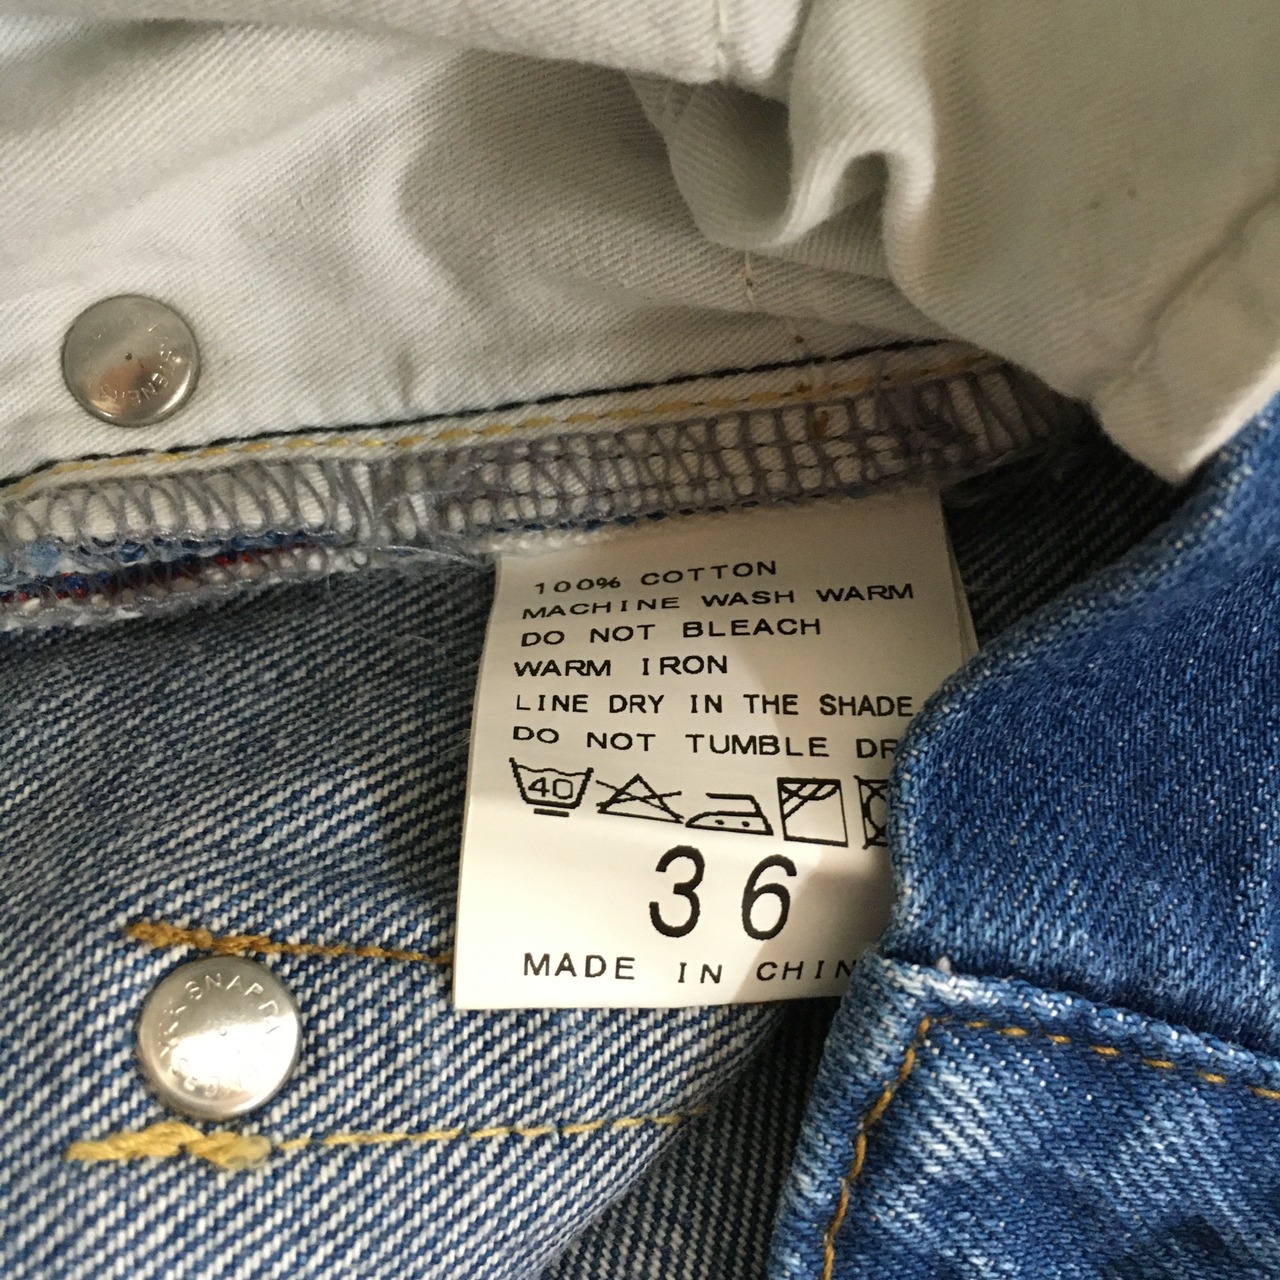 100% COTTON
MACHINE WASH WARM
DO NOT BLEACH
WARM IRON
LINE DRY IN THE SHADE
DO NOT TUMBLE DR
40
36
MADE IN CHIN